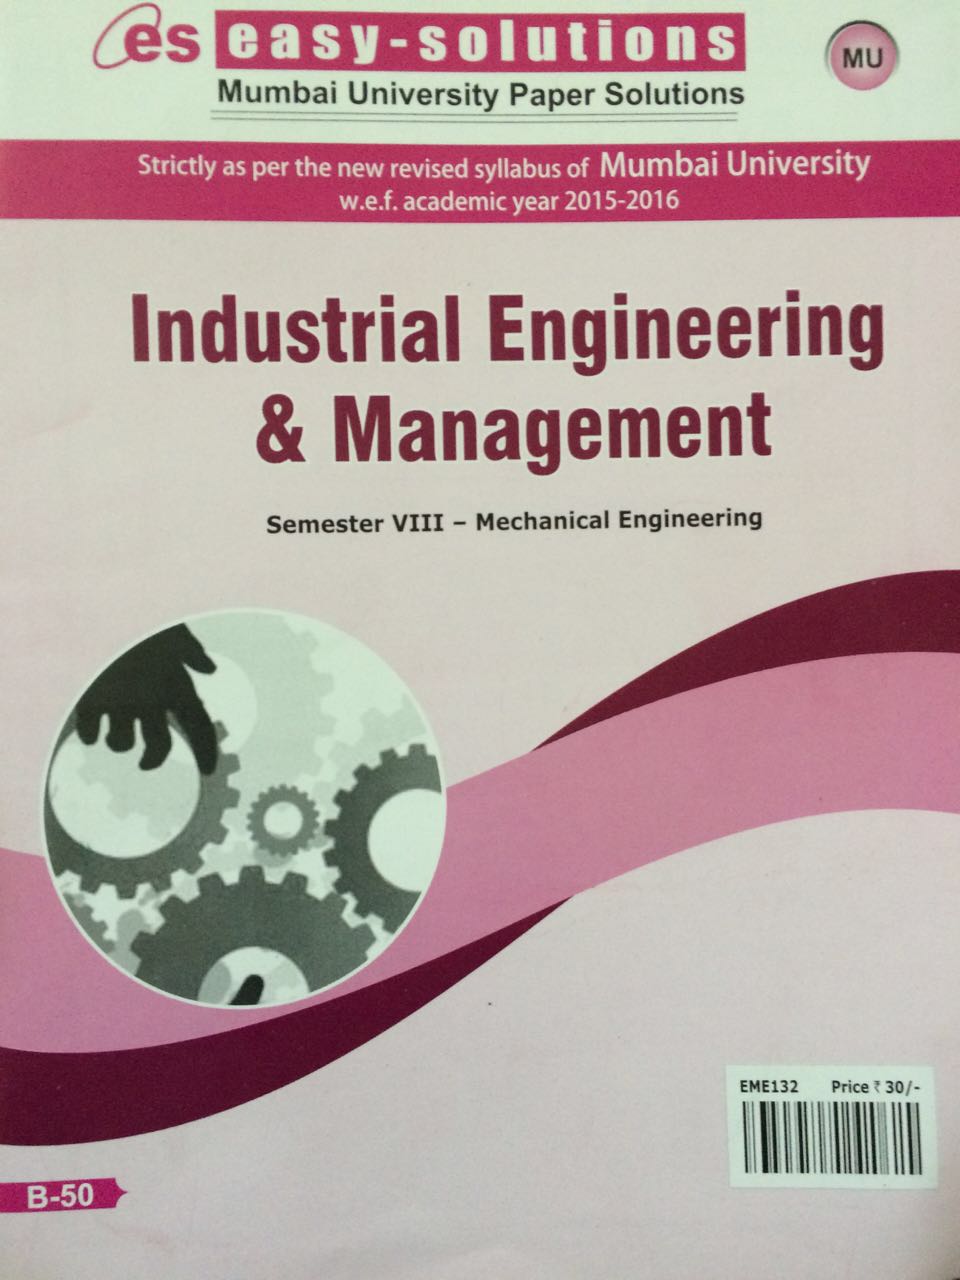 es easy-solutions
MU
Mumbai University Paper Solutions
Strictly as per the new revised syllabus of Mumbai University
w.e.f. academic year 2015-2016
Industrial Engineering
& Management
Semester VIII – Mechanical Engineering
EME132 Price ₹ 30/-
B-50